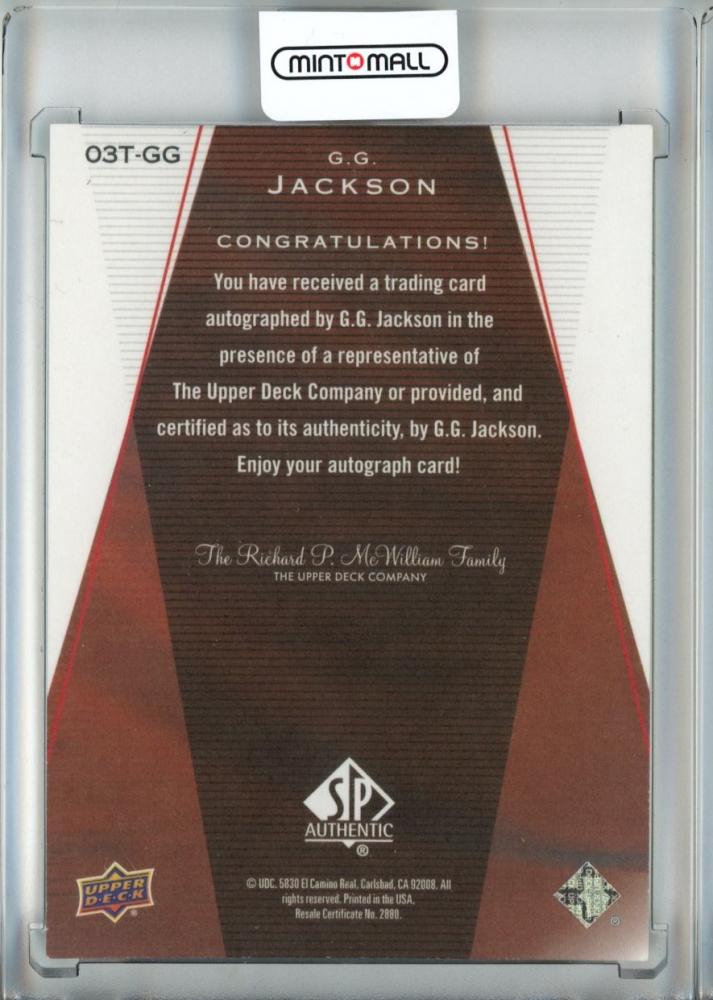 MINT MALL
03T-GG
G.G.
JACKSON
CONGRATULATIONS!
You have received a trading card
autographed by G.G. Jackson in the
presence of a representative of
The Upper Deck Company or provided, and
certified as to its authenticity, by G.G. Jackson.
Enjoy your autograph card!
The Richard P. McWilliam Family
THE UPPER DECK COMPANY
SP
AUTHENTIC
®
UPPER
D·E·C·K
®
© UDC. 5830 El Camino Real, Carlsbad, CA 92008. All
rights reserved. Printed in the USA.
Resale Certificate No. 2880.
®